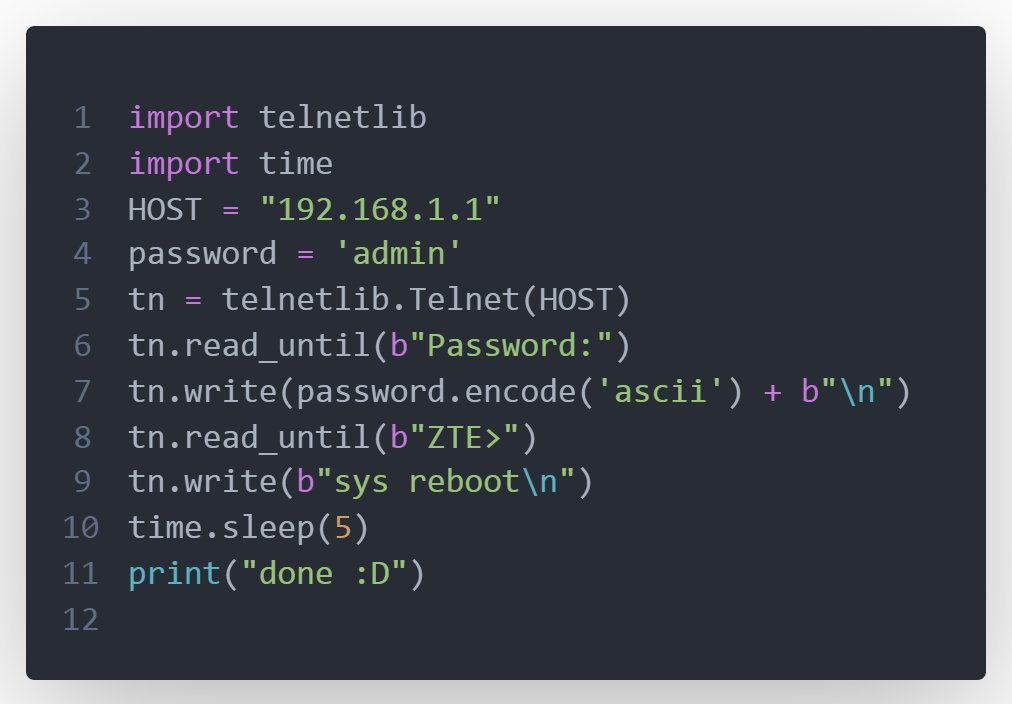 1 import telnetlib
2 import time
3 HOST = "192.168.1.1"
4 password = 'admin'
5 tn = telnetlib.Telnet(HOST)
6 tn.read_until(b"Password:")
7 tn.write(password.encode('ascii') + b"\n")
8 tn.read_until(b"ZTE>")
9 tn.write(b"sys reboot\n")
10 time.sleep(5)
11 print("done :D")
12